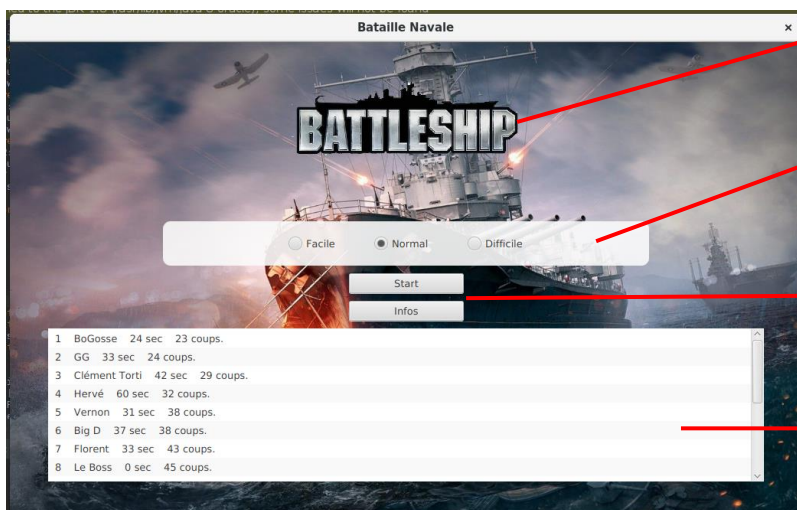 Bataille Navale
BATTLESHIP
Facile Normal Difficile
Start
Infos
1 BoGosse 24 sec 23 coups.
2 GG 33 sec 24 coups.
3 Clément Torti 42 sec 29 coups.
4 Hervé 60 sec 32 coups.
5 Vernon 31 sec 38 coups.
6 Big D 37 sec 38 coups.
7 Florent 33 sec 43 coups.
8 Le Boss 0 sec 45 coups.